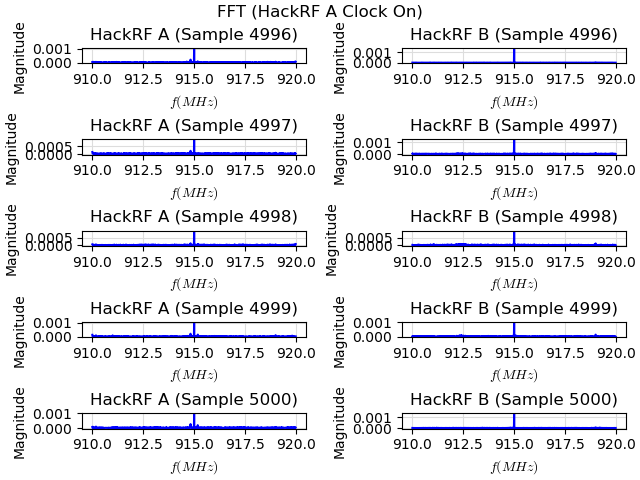 FFT (HackRF A Clock On)
HackRF A (Sample 4996)
Magnitude
0.001
0.000
910.0 912.5 915.0 917.5 920.0
f(MHz)
HackRF B (Sample 4996)
Magnitude
0.001
0.000
910.0 912.5 915.0 917.5 920.0
f(MHz)
HackRF A (Sample 4997)
Magnitude
0.0005
0.0000
910.0 912.5 915.0 917.5 920.0
f(MHz)
HackRF B (Sample 4997)
Magnitude
0.001
0.000
910.0 912.5 915.0 917.5 920.0
f(MHz)
HackRF A (Sample 4998)
Magnitude
0.0005
0.0000
910.0 912.5 915.0 917.5 920.0
f(MHz)
HackRF B (Sample 4998)
Magnitude
0.0005
0.0000
910.0 912.5 915.0 917.5 920.0
f(MHz)
HackRF A (Sample 4999)
Magnitude
0.001
0.000
910.0 912.5 915.0 917.5 920.0
f(MHz)
HackRF B (Sample 4999)
Magnitude
0.001
0.000
910.0 912.5 915.0 917.5 920.0
f(MHz)
HackRF A (Sample 5000)
Magnitude
0.001
0.000
910.0 912.5 915.0 917.5 920.0
f(MHz)
HackRF B (Sample 5000)
Magnitude
0.001
0.000
910.0 912.5 915.0 917.5 920.0
f(MHz)